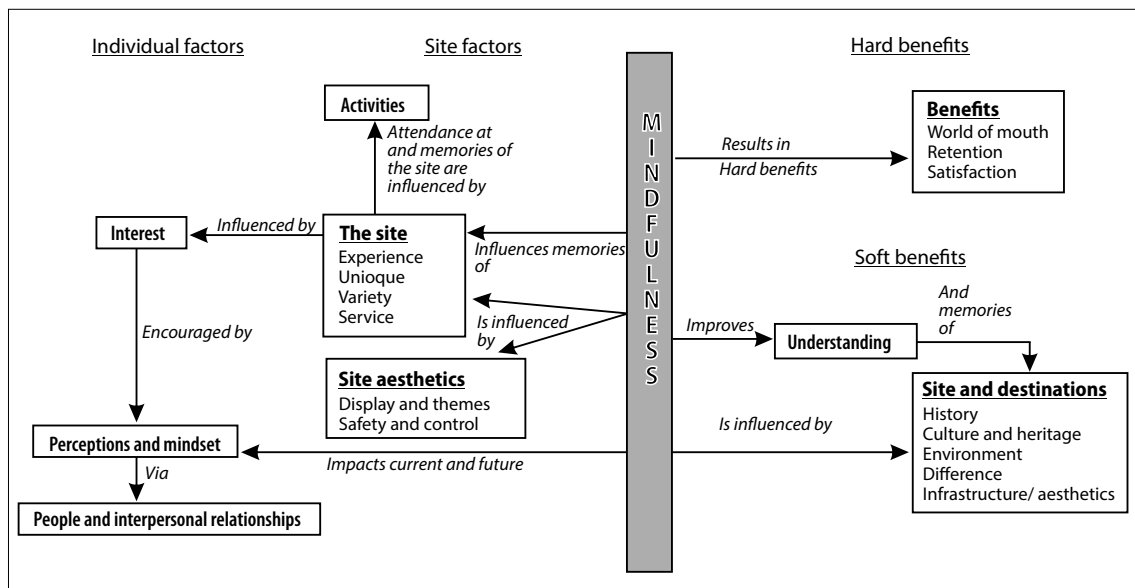 Individual factors
Site factors
Hard benefits
Activities
Attendance at
and memories of
the site are
influenced by
Interest
Influenced by
The site
Experience
Unioque
Variety
Service
Influences memories
of
Is influenced
by
Encouraged by
Site aesthetics
Display and themes
Safety and control
Perceptions and mindset
Impacts current and future
Via
People and interpersonal relationships
MINDFULNESS
Results in
Hard benefits
Benefits
World of mouth
Retention
Satisfaction
Soft benefits
And
memories
of
Improves
Understanding
Site and destinations
History
Culture and heritage
Environment
Difference
Infrastructure/ aesthetics
Is influenced by